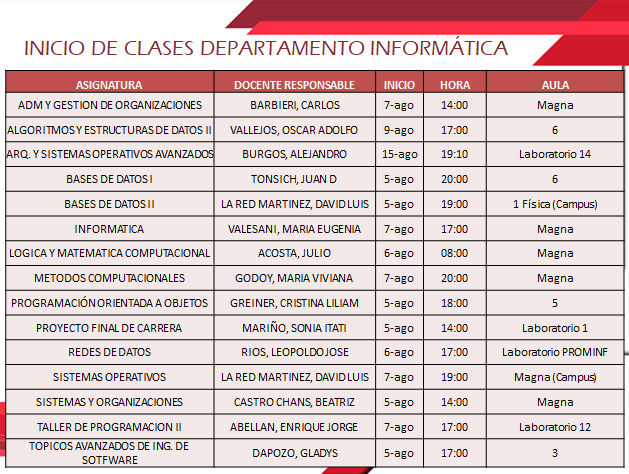 INICIO DE CLASES DEPARTAMENTO INFORMÁTICA
ASIGNATURA DOCENTE RESPONSABLE INICIO HORA AULA
ADM Y GESTION DE ORGANIZACIONES BARBIERI, CARLOS 7-ago 14:00 Magna
ALGORITMOS Y ESTRUCTURAS DE DATOS II VALLEJOS, OSCAR ADOLFO 9-ago 17:00 6
ARQ. Y SISTEMAS OPERATIVOS AVANZADOS BURGOS, ALEJANDRO 15-ago 19:10 Laboratorio 14
BASES DE DATOS I TONSICH, JUAN D 5-ago 20:00 6
BASES DE DATOS II LA RED MARTINEZ, DAVID LUIS 5-ago 19:00 1 Física (Campus)
INFORMATICA VALESANI, MARIA EUGENIA 7-ago 17:00 Magna
LOGICA Y MATEMATICA COMPUTACIONAL ACOSTA, JULIO 6-ago 08:00 Magna
METODOS COMPUTACIONALES GODOY, MARIA VIVIANA 7-ago 20:00 Magna
PROGRAMACIÓN ORIENTADA A OBJETOS GREINER, CRISTINA LILIAM 5-ago 18:00 5
PROYECTO FINAL DE CARRERA MARIÑO, SONIA ITATI 5-ago 14:00 Laboratorio 1
REDES DE DATOS RIOS, LEOPOLDO JOSE 6-ago 17:00 Laboratorio PROMINF
SISTEMAS OPERATIVOS LA RED MARTINEZ, DAVID LUIS 7-ago 19:00 Magna (Campus)
SISTEMAS Y ORGANIZACIONES CASTRO CHANS, BEATRIZ 5-ago 14:00 Magna
TALLER DE PROGRAMACION II ABELLAN, ENRIQUE JORGE 7-ago 17:00 Laboratorio 12
TOPICOS AVANZADOS DE ING. DE
SOTFWARE DAPOZO, GLADYS 5-ago 17:00 3